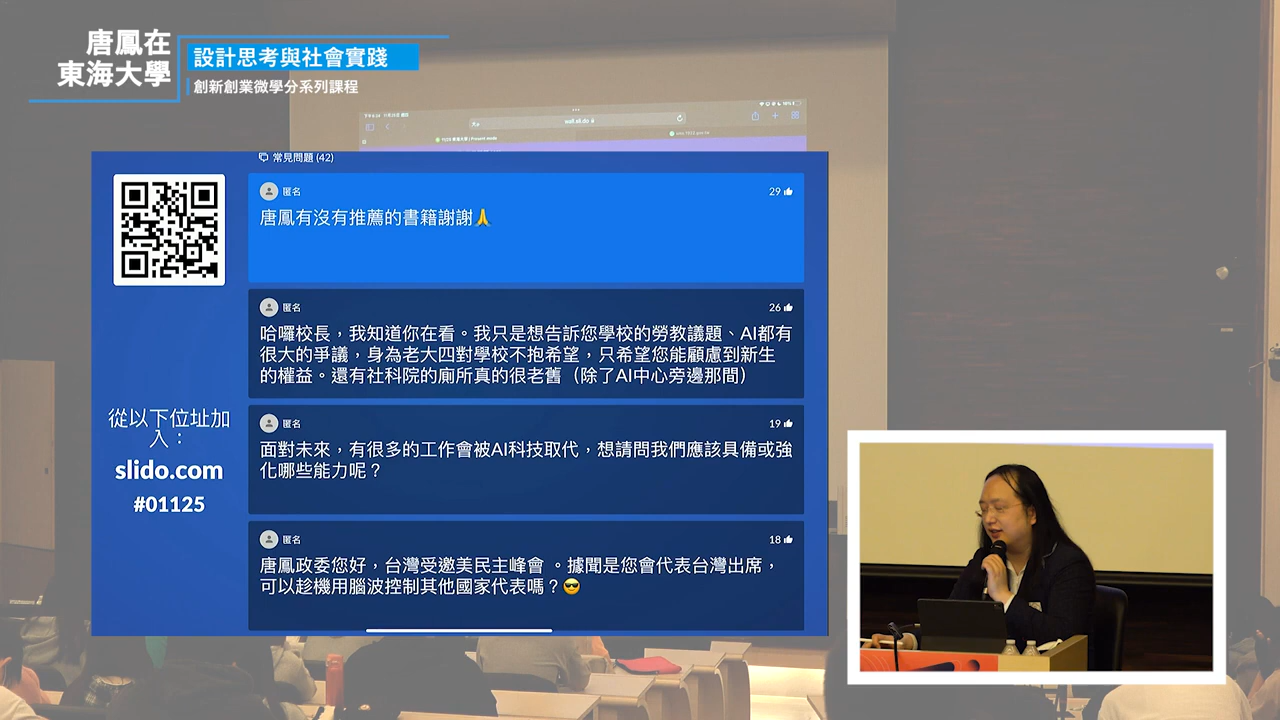 唐鳳在
東海大學
設計思考與社會實踐
創新創業微學分系列課程
wall.sli.do
常見問題 (42)
匿名
29
唐鳳有沒有推薦的書籍謝謝🙏
匿名
26
哈囉校長，我知道你在看。我只是想告訴您學校的勞教議題、AI都有
很大的爭議，身為老大四對學校不抱希望，只希望您能顧慮到新生
的權益。還有社科院的廁所真的很老舊（除了AI中心旁邊那間）
從以下位址加
入：
slido.com
#01125
匿名
19
面對未來，有很多的工作會被AI科技取代，想請問我們應該具備或強
化哪些能力呢？
匿名
18
唐鳳政委您好，台灣受邀美民主峰會 。據聞是您會代表台灣出席，
可以趁機用腦波控制其他國家代表嗎？😎